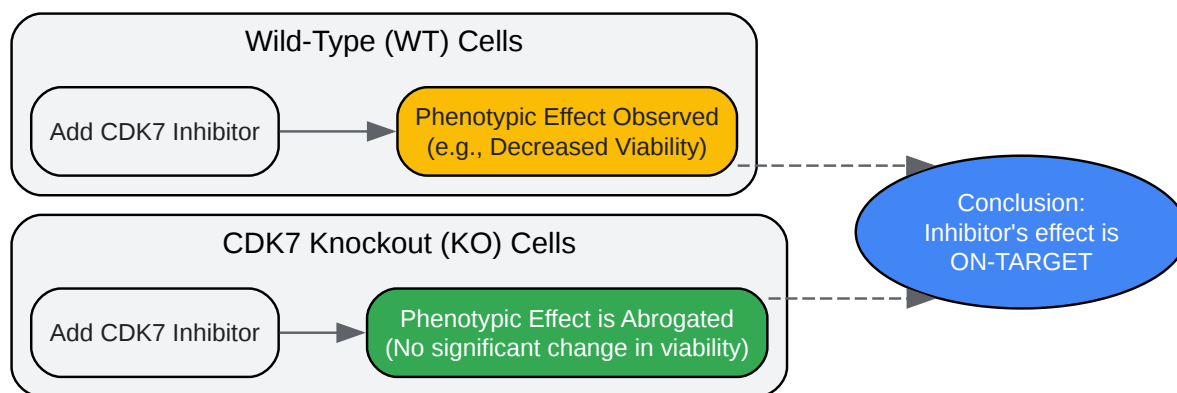 Wild-Type (WT) Cells
Add CDK7 Inhibitor
Phenotypic Effect Observed
(e.g., Decreased Viability)
CDK7 Knockout (KO) Cells
Add CDK7 Inhibitor
Phenotypic Effect is Abrogated
(No significant change in viability)
Conclusion:
Inhibitor's effect is
ON-TARGET